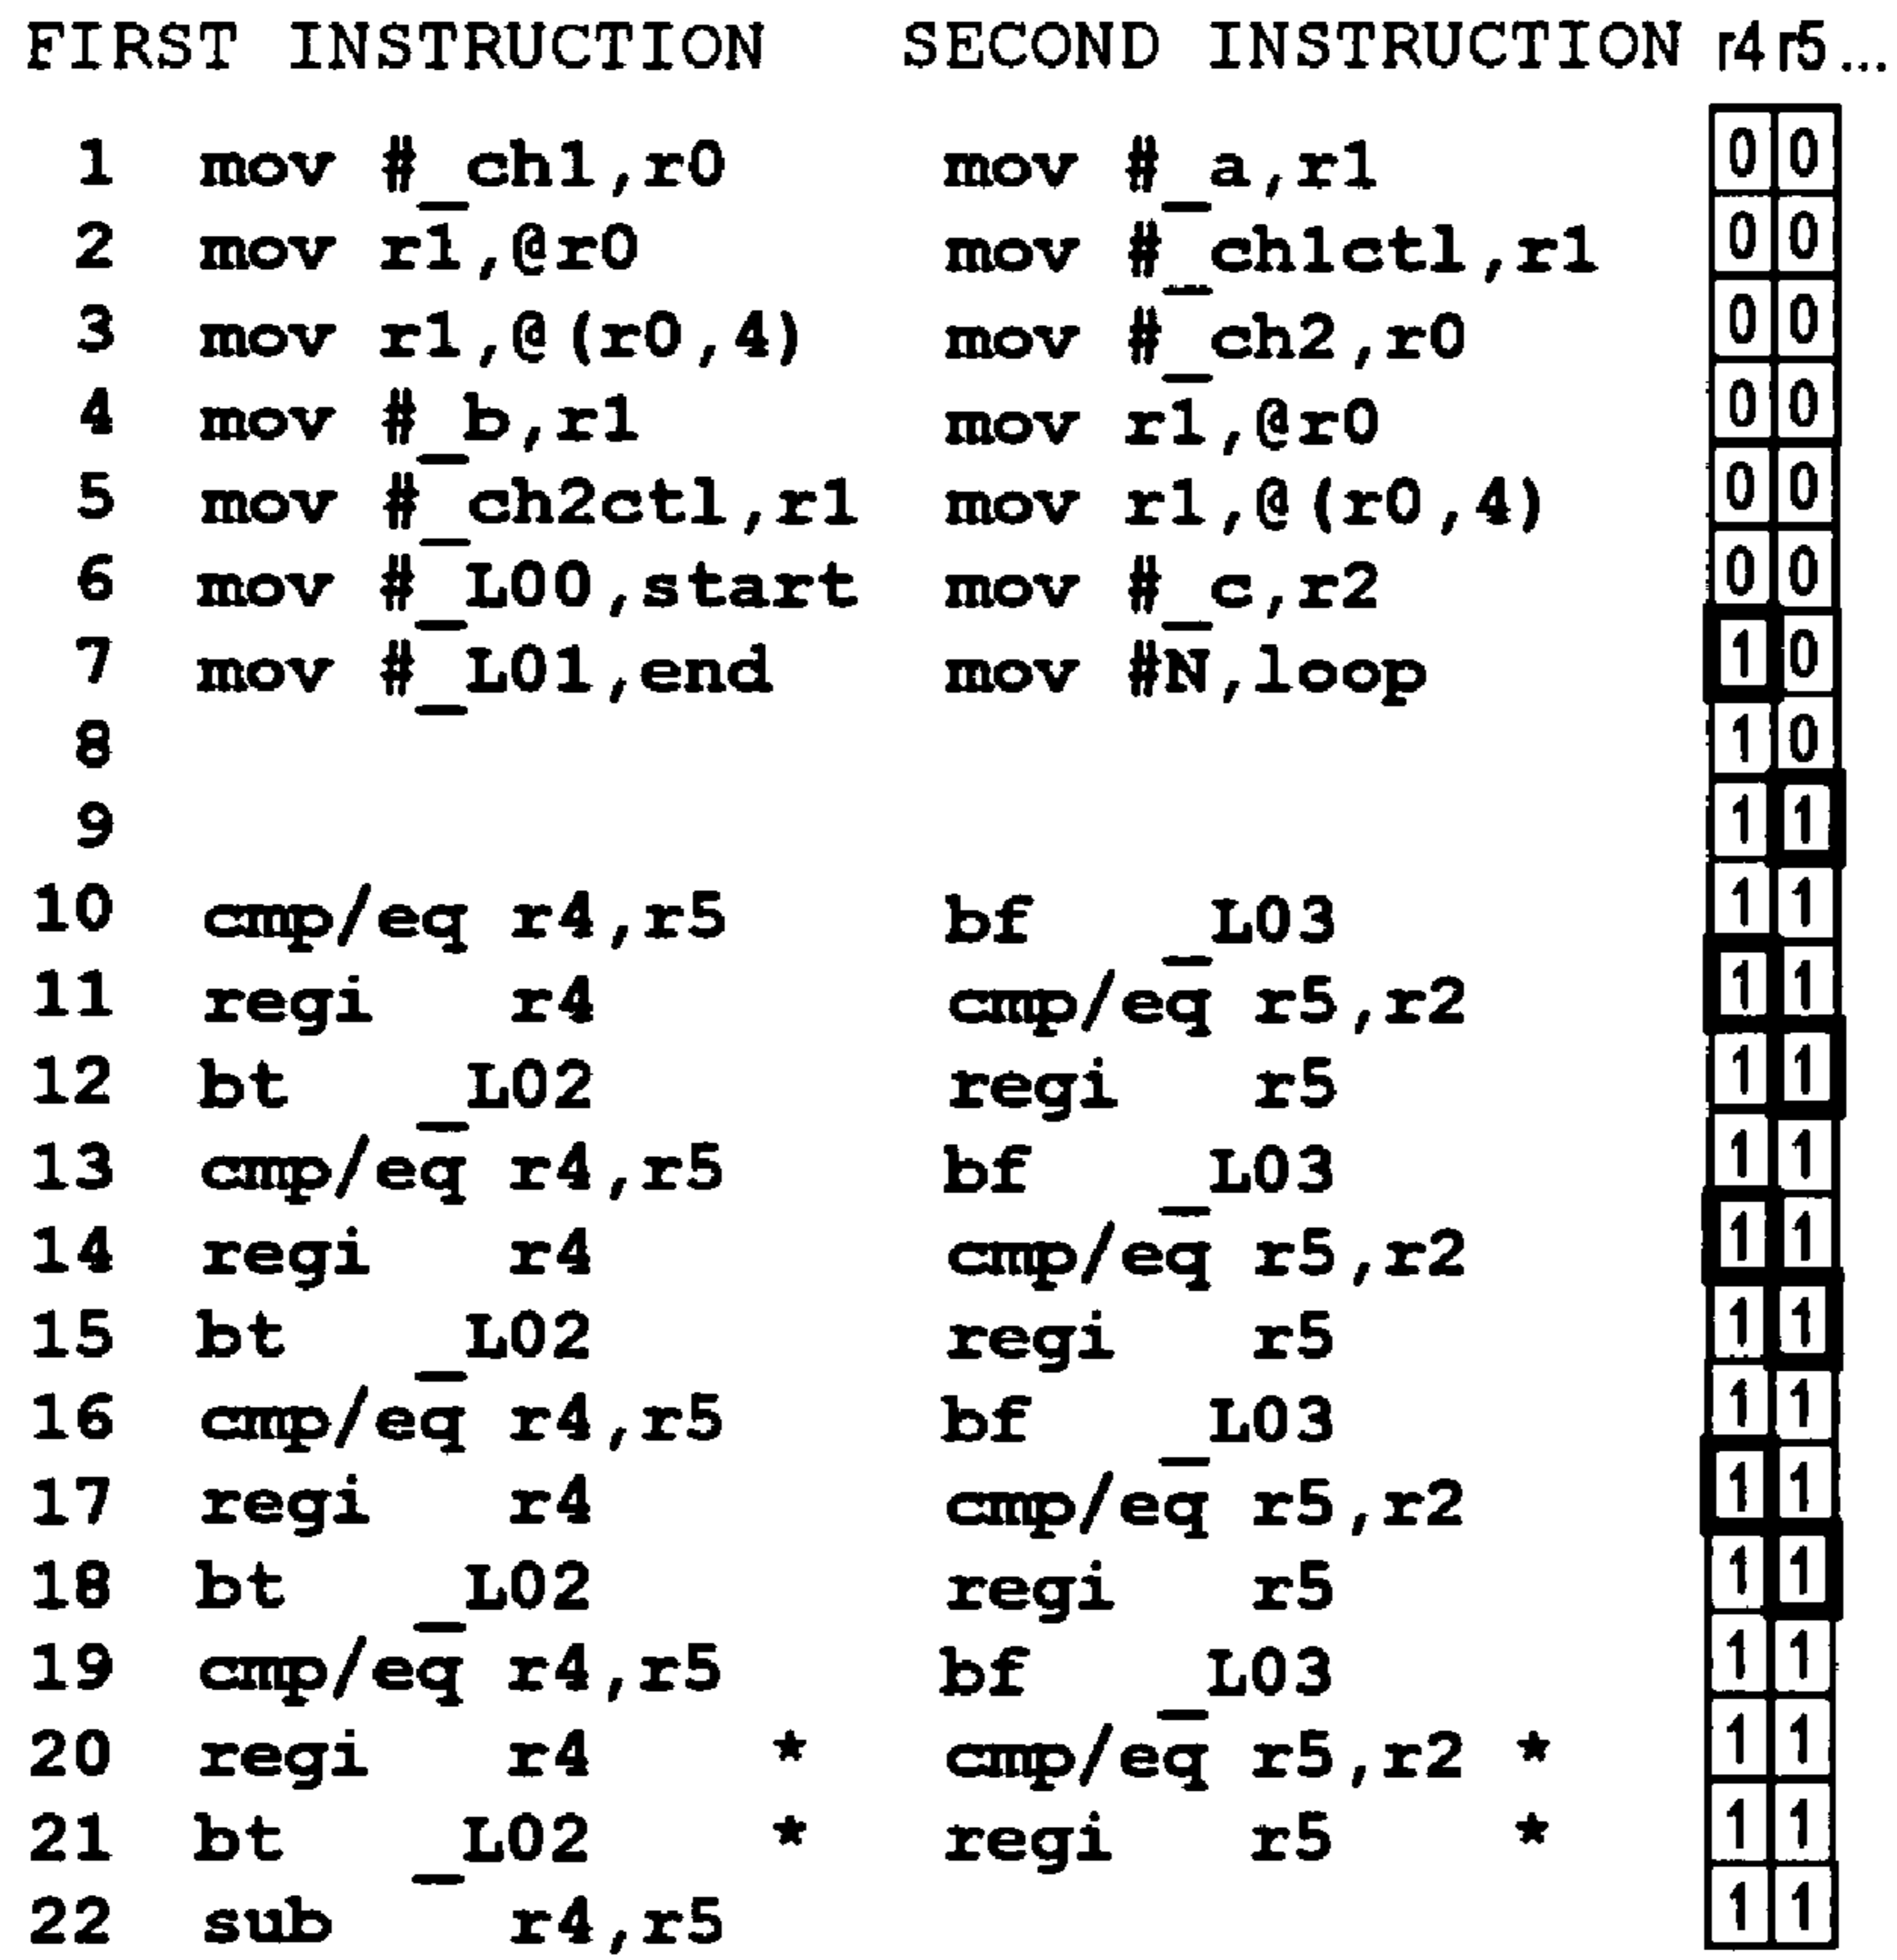 FIRST INSTRUCTION SECOND INSTRUCTION r4 r5...
1 mov #_ch1,r0 mov #_a,r1 0 0
2 mov r1,@r0 mov #_ch1ctl,r1 0 0
3 mov r1,@(r0,4) mov #_ch2,r0 0 0
4 mov #_b,r1 mov r1,@r0 0 0
5 mov #_ch2ctl,r1 mov r1,@(r0,4) 0 0
6 mov #_L00,start mov #_c,r2 0 0
7 mov #_L01,end mov #N,loop 1 0
8 1 0
9 1 1
10 cmp/eq r4,r5 bf _L03 1 1
11 regi r4 cmp/eq r5,r2 1 1
12 bt _L02 regi r5 1 1
13 cmp/eq r4,r5 bf _L03 1 1
14 regi r4 cmp/eq r5,r2 1 1
15 bt _L02 regi r5 1 1
16 cmp/eq r4,r5 bf _L03 1 1
17 regi r4 cmp/eq r5,r2 1 1
18 bt _L02 regi r5 1 1
19 cmp/eq r4,r5 bf _L03 1 1
20 regi r4 * cmp/eq r5,r2 * 1 1
21 bt _L02 * regi r5 * 1 1
22 sub r4,r5 1 1